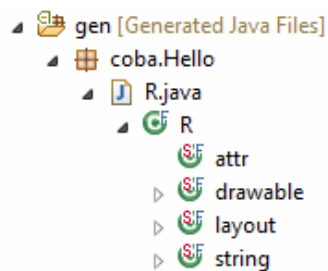 gen [Generated Java Files]
coba.Hello
R.java
R
attr
drawable
layout
string